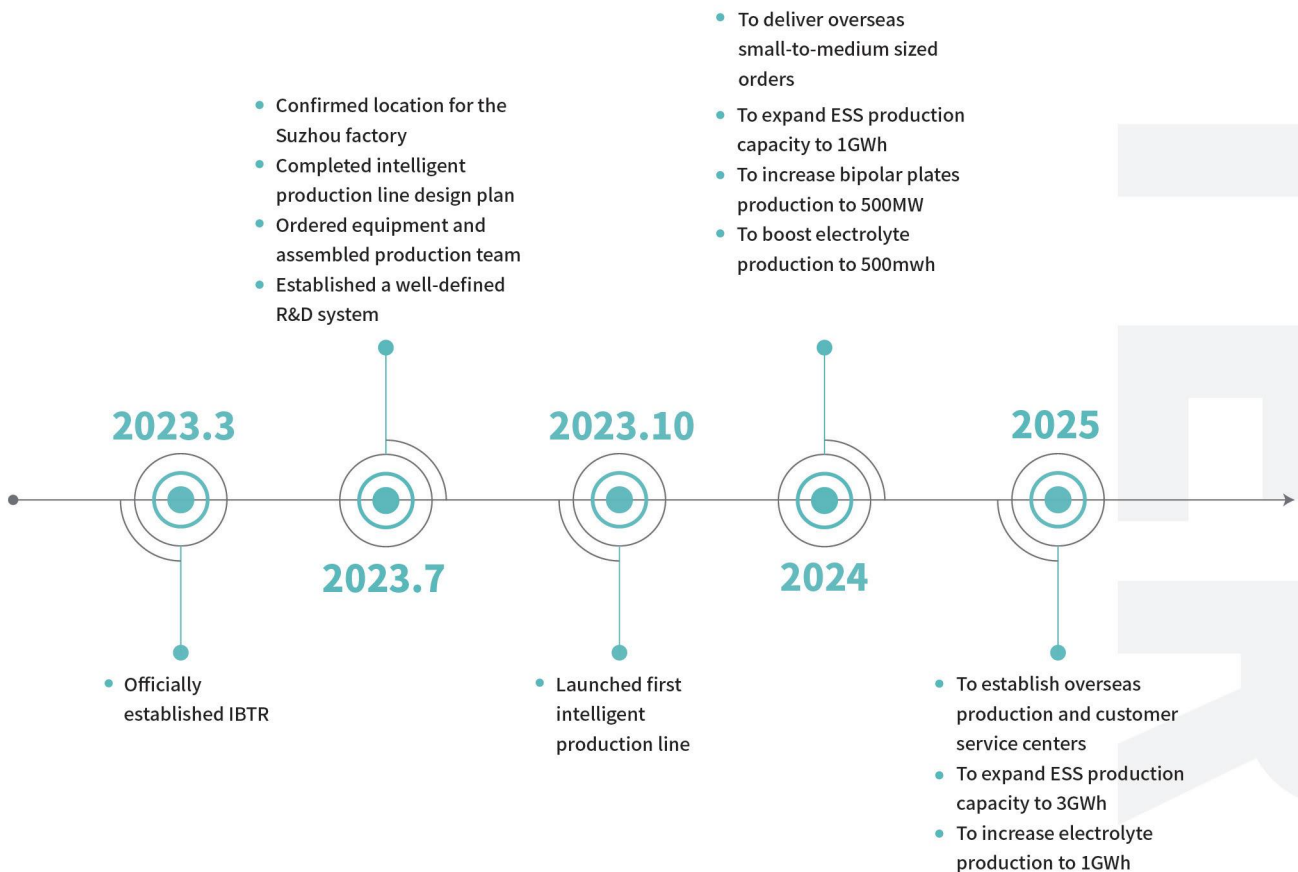 2023.3
Officially
established IBTR
Confirmed location for the
Suzhou factory
Completed intelligent
production line design plan
Ordered equipment and
assembled production team
Established a well-defined
R&D system
2023.7
2023.10
Launched first
intelligent
production line
To deliver overseas
small-to-medium sized
orders
To expand ESS production
capacity to 1GWh
To increase bipolar plates
production to 500MW
To boost electrolyte
production to 500mwh
2024
2025
To establish overseas
production and customer
service centers
To expand ESS production
capacity to 3GWh
To increase electrolyte
production to 1GWh